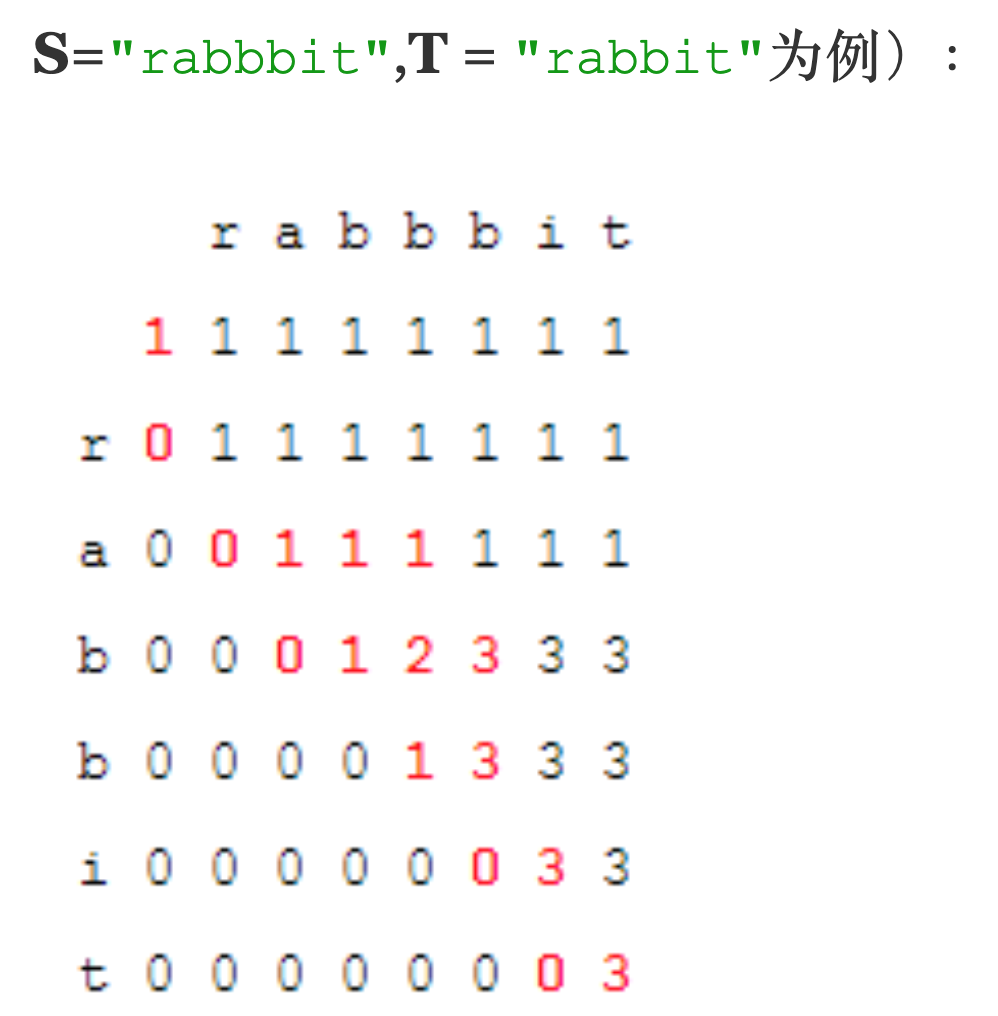 S="rabbbit",T = "rabbit"为例）：
r a b b b i t
1 1 1 1 1 1 1 1
r 0 1 1 1 1 1 1 1
a 0 0 1 1 1 1 1 1
b 0 0 0 1 2 3 3 3
b 0 0 0 0 1 3 3 3
i 0 0 0 0 0 0 3 3
t 0 0 0 0 0 0 0 3